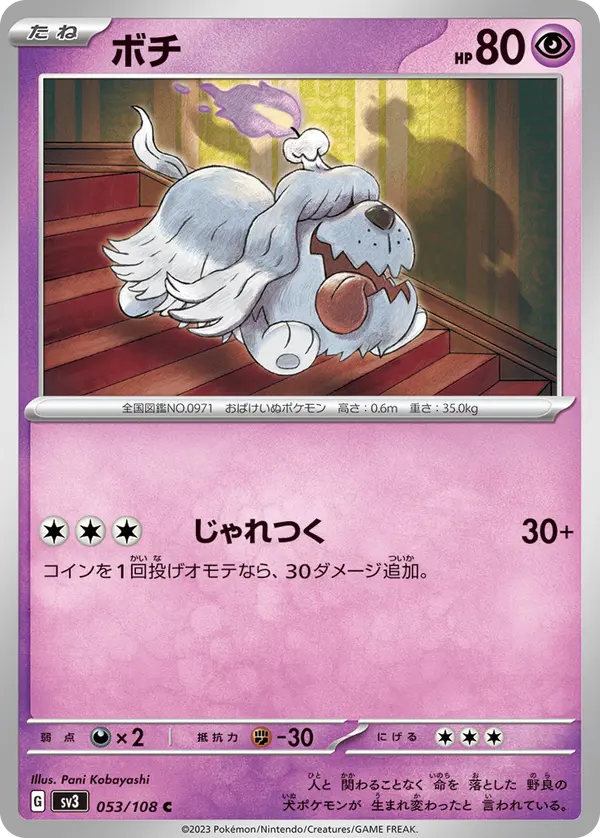 たね ボチ HP80
全国図鑑NO.0971 おばけいぬポケモン 高さ:0.6m 重さ:35.0kg
じゃれつく 30+
コインを1回投げオモテなら、30ダメージ追加。
弱点 ×2 抵抗力 -30 にげる
Illus. Pani Kobayashi
G sv3 053/108 C
人と関わることなく命を落とした野良の
犬ポケモンが生まれ変わったと言われている。
©2023 Pokémon/Nintendo/Creatures/GAME FREAK.